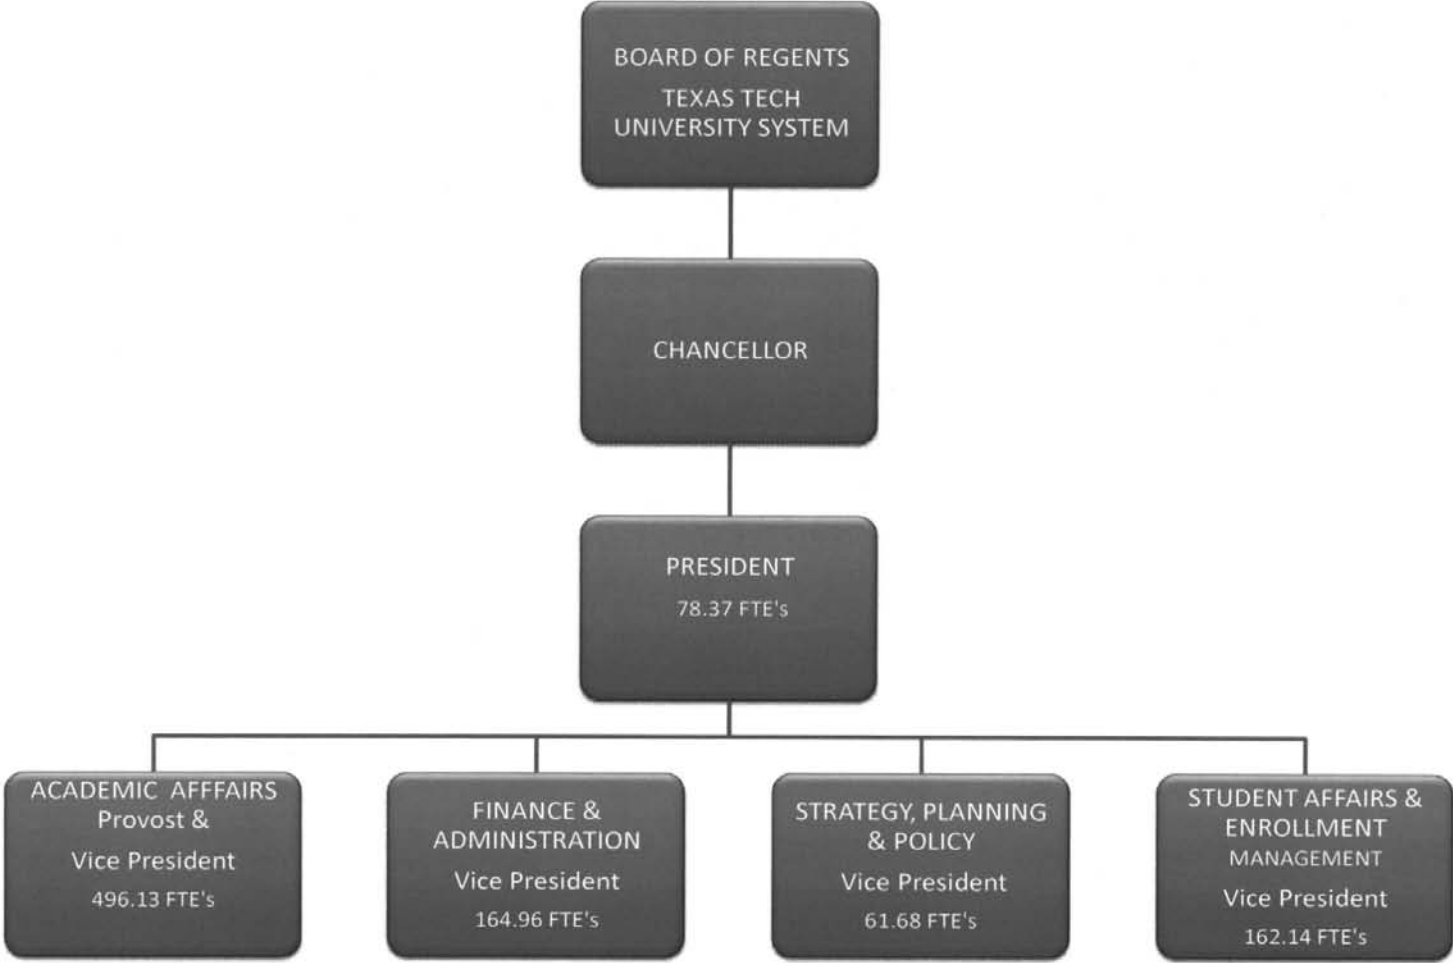 BOARD OF REGENTS
TEXAS TECH
UNIVERSITY SYSTEM
CHANCELLOR
PRESIDENT
78.37 FTE's
ACADEMIC AFFFAIRS
Provost &
Vice President
496.13 FTE's
FINANCE &
ADMINISTRATION
Vice President
164.96 FTE's
STRATEGY, PLANNING
& POLICY
Vice President
61.68 FTE's
STUDENT AFFAIRS &
ENROLLMENT
MANAGEMENT
Vice President
162.14 FTE's